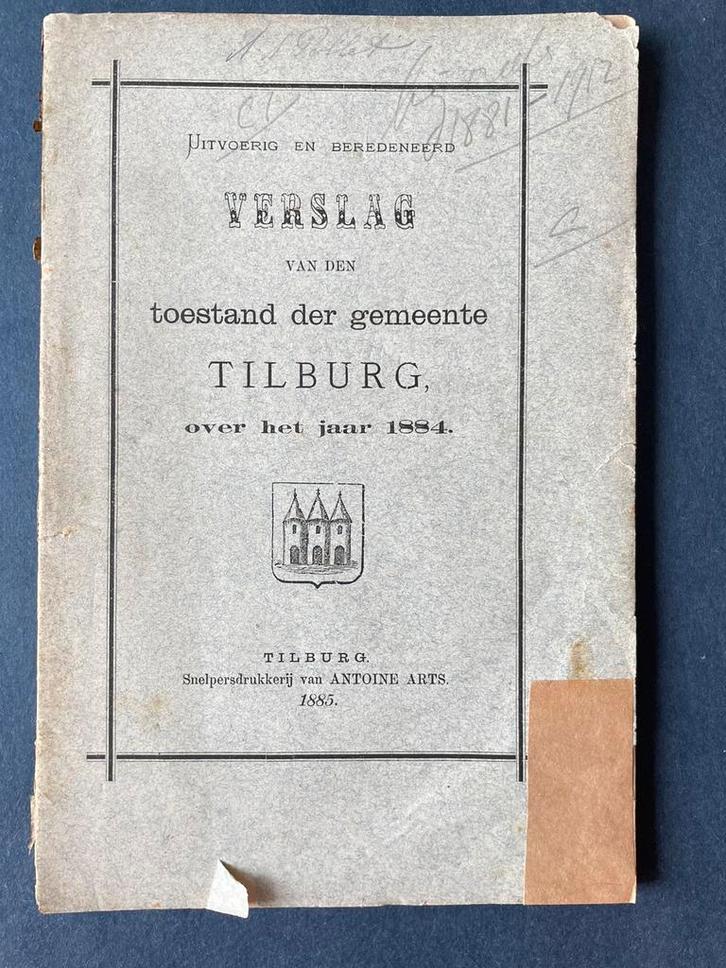 1881 - 1912
UITVOERIG EN BEREDENEERD
VERSLAG
VAN DEN
toestand der gemeente
TILBURG,
over het jaar 1884.
TILBURG.
Snelpersdrukkerij van ANTOINE ARTS.
1885.